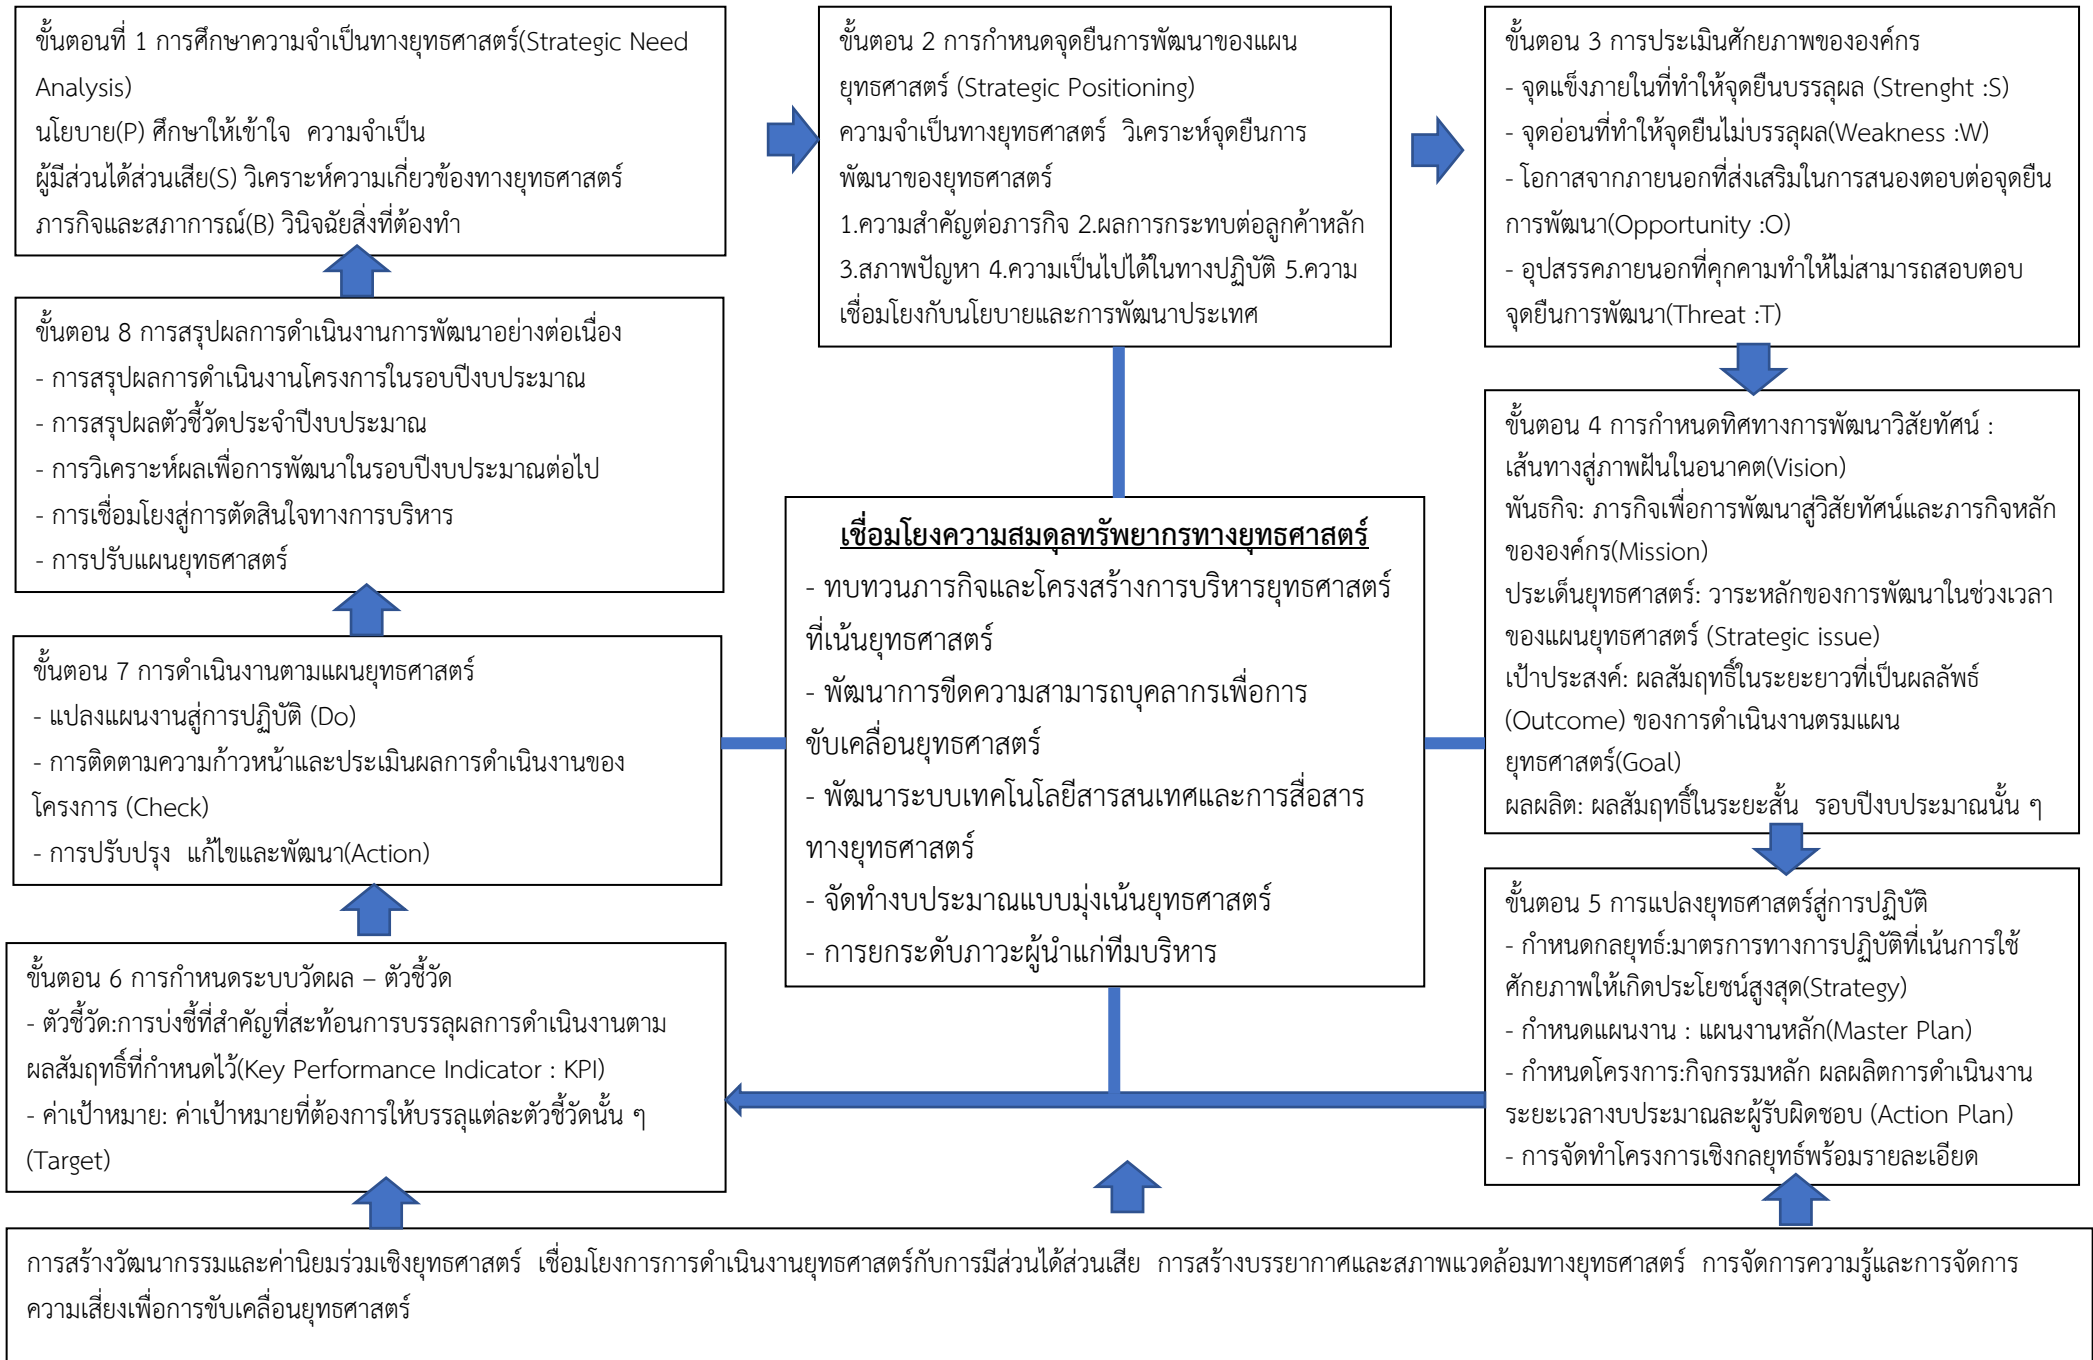 ขั้นตอนที่ 1 การศึกษาความจำเป็นทางยุทธศาสตร์(Strategic Need
Analysis)
นโยบาย(P) ศึกษาให้เข้าใจ ความจำเป็น
ผู้มีส่วนได้ส่วนเสีย(S) วิเคราะห์ความเกี่ยวข้องทางยุทธศาสตร์
ภารกิจและสภาการณ์(B) วินิจฉัยสิ่งที่ต้องทำ
ขั้นตอน 2 การกำหนดจุดยืนการพัฒนาของแผน
ยุทธศาสตร์ (Strategic Positioning)
ความจำเป็นทางยุทธศาสตร์ วิเคราะห์จุดยืนการ
พัฒนาของยุทธศาสตร์
1.ความสำคัญต่อภารกิจ 2.ผลการกระทบต่อลูกค้าหลัก
3.สภาพปัญหา 4.ความเป็นไปได้ในทางปฏิบัติ 5.ความ
เชื่อมโยงกับนโยบายและการพัฒนาประเทศ
ขั้นตอน 3 การประเมินศักยภาพขององค์กร
- จุดแข็งภายในที่ทำให้จุดยืนบรรลุผล (Strenght :S)
- จุดอ่อนที่ทำให้จุดยืนไม่บรรลุผล(Weakness :W)
- โอกาสจากภายนอกที่ส่งเสริมในการสนองตอบต่อจุดยืน
การพัฒนา(Opportunity :O)
- อุปสรรคภายนอกที่คุกคามทำให้ไม่สามารถสอบตอบ
จุดยืนการพัฒนา(Threat :T)
ขั้นตอน 4 การกำหนดทิศทางการพัฒนาวิสัยทัศน์ :
เส้นทางสู่ภาพฝันในอนาคต(Vision)
พันธกิจ: ภารกิจเพื่อการพัฒนาสู่วิสัยทัศน์และภารกิจหลัก
ขององค์กร(Mission)
ประเด็นยุทธศาสตร์: วาระหลักของการพัฒนาในช่วงเวลา
ของแผนยุทธศาสตร์ (Strategic issue)
เป้าประสงค์: ผลสัมฤทธิ์ในระยะยาวที่เป็นผลลัพธ์
(Outcome) ของการดำเนินงานตรมแผน
ยุทธศาสตร์(Goal)
ผลผลิต: ผลสัมฤทธิ์ในระยะสั้น รอบปีงบประมาณนั้น ๆ
ขั้นตอน 5 การแปลงยุทธศาสตร์สู่การปฏิบัติ
- กำหนดกลยุทธ์:มาตรการทางการปฏิบัติที่เน้นการใช้
ศักยภาพให้เกิดประโยชน์สูงสุด(Strategy)
- กำหนดแผนงาน : แผนงานหลัก(Master Plan)
- กำหนดโครงการ:กิจกรรมหลัก ผลผลิตการดำเนินงาน
ระยะเวลางบประมาณละผู้รับผิดชอบ (Action Plan)
- การจัดทำโครงการเชิงกลยุทธ์พร้อมรายละเอียด
ขั้นตอน 6 การกำหนดระบบวัดผล – ตัวชี้วัด
- ตัวชี้วัด:การบ่งชี้ที่สำคัญที่สะท้อนการบรรลุผลการดำเนินงานตาม
ผลสัมฤทธิ์ที่กำหนดไว้(Key Performance Indicator : KPI)
- ค่าเป้าหมาย: ค่าเป้าหมายที่ต้องการให้บรรลุแต่ละตัวชี้วัดนั้น ๆ
(Target)
ขั้นตอน 7 การดำเนินงานตามแผนยุทธศาสตร์
- แปลงแผนงานสู่การปฏิบัติ (Do)
- การติดตามความก้าวหน้าและประเมินผลการดำเนินงานของ
โครงการ (Check)
- การปรับปรุง แก้ไขและพัฒนา(Action)
ขั้นตอน 8 การสรุปผลการดำเนินงานการพัฒนาอย่างต่อเนื่อง
- การสรุปผลการดำเนินงานโครงการในรอบปีงบประมาณ
- การสรุปผลตัวชี้วัดประจำปีงบประมาณ
- การวิเคราะห์ผลเพื่อการพัฒนาในรอบปีงบประมาณต่อไป
- การเชื่อมโยงสู่การตัดสินใจทางการบริหาร
- การปรับแผนยุทธศาสตร์
เชื่อมโยงความสมดุลทรัพยากรทางยุทธศาสตร์
- ทบทวนภารกิจและโครงสร้างการบริหารยุทธศาสตร์
ที่เน้นยุทธศาสตร์
- พัฒนาการขีดความสามารถบุคลากรเพื่อการ
ขับเคลื่อนยุทธศาสตร์
- พัฒนาระบบเทคโนโลยีสารสนเทศและการสื่อสาร
ทางยุทธศาสตร์
- จัดทำงบประมาณแบบมุ่งเน้นยุทธศาสตร์
- การยกระดับภาวะผู้นำแก่ทีมบริหาร
การสร้างวัฒนากรรมและค่านิยมร่วมเชิงยุทธศาสตร์ เชื่อมโยงการการดำเนินงานยุทธศาสตร์กับการมีส่วนได้ส่วนเสีย การสร้างบรรยากาศและสภาพแวดล้อมทางยุทธศาสตร์ การจัดการความรู้และการจัดการ
ความเสี่ยงเพื่อการขับเคลื่อนยุทธศาสตร์